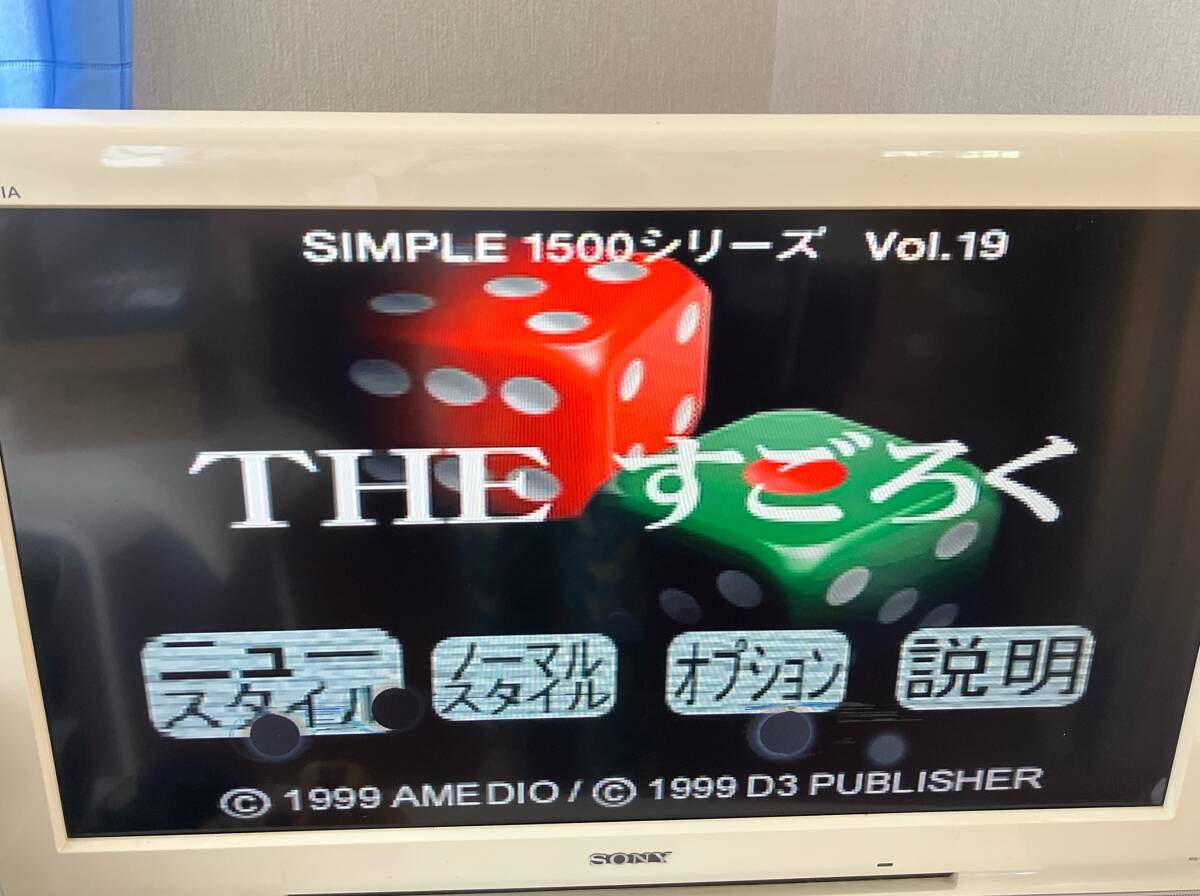 IA
SIMPLE 1500シリーズ Vol.19
THE すごろく
ニュー
スタイル
ノーマル
スタイル
オプション
説明
© 1999 AMEDIO / © 1999 D3 PUBLISHER
SONY